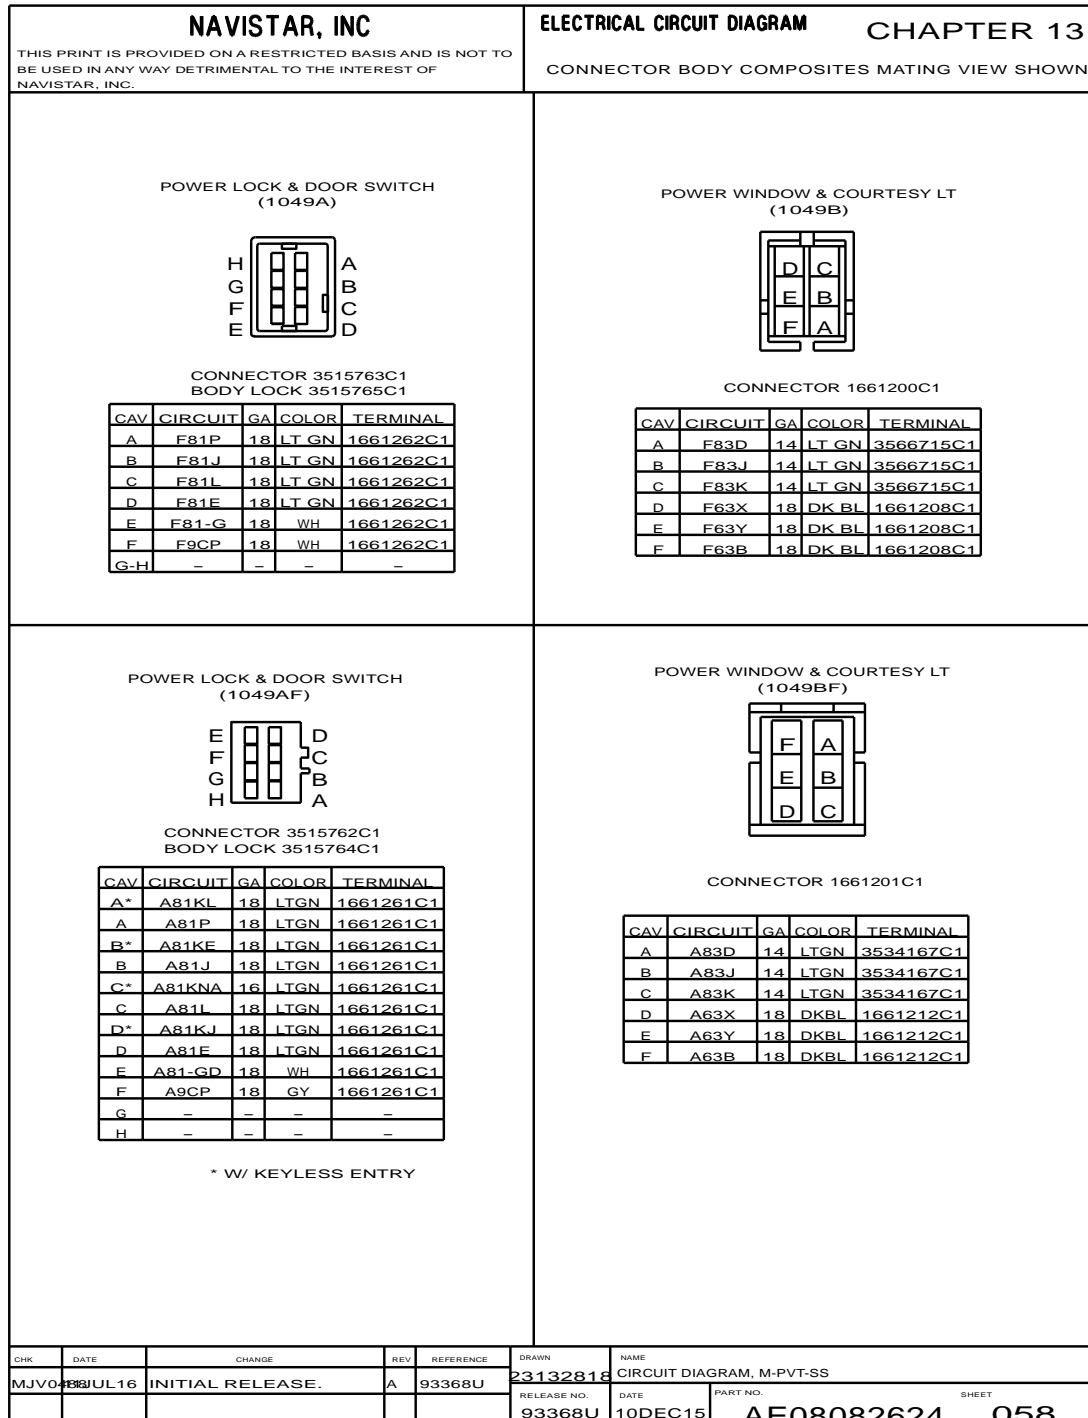 NAVISTAR, INC
THIS PRINT IS PROVIDED ON A RESTRICTED BASIS AND IS NOT TO
BE USED IN ANY WAY DETRIMENTAL TO THE INTEREST OF
NAVISTAR, INC.
ELECTRICAL CIRCUIT DIAGRAM CHAPTER 13
CONNECTOR BODY COMPOSITES MATING VIEW SHOWN
POWER LOCK & DOOR SWITCH
(1049A)
H A
G B
F C
E D
CONNECTOR 3515763C1
BODY LOCK 3515765C1
CAV CIRCUIT GA COLOR TERMINAL
A F81P 18 LT GN 1661262C1
B F81J 18 LT GN 1661262C1
C F81L 18 LT GN 1661262C1
D F81E 18 LT GN 1661262C1
E F81-G 18 WH 1661262C1
F F9CP 18 WH 1661262C1
G-H – – – –
POWER WINDOW & COURTESY LT
(1049B)
D C
E B
F A
CONNECTOR 1661200C1
CAV CIRCUIT GA COLOR TERMINAL
A F83D 14 LT GN 3566715C1
B F83J 14 LT GN 3566715C1
C F83K 14 LT GN 3566715C1
D F63X 18 DK BL 1661208C1
E F63Y 18 DK BL 1661208C1
F F63B 18 DK BL 1661208C1
POWER LOCK & DOOR SWITCH
(1049AF)
E D
F C
G B
H A
CONNECTOR 3515762C1
BODY LOCK 3515764C1
CAV CIRCUIT GA COLOR TERMINAL
A* A81KL 18 LTGN 1661261C1
A A81P 18 LTGN 1661261C1
B* A81KE 18 LTGN 1661261C1
B A81J 18 LTGN 1661261C1
C* A81KNA 16 LTGN 1661261C1
C A81L 18 LTGN 1661261C1
D* A81KJ 18 LTGN 1661261C1
D A81E 18 LTGN 1661261C1
E A81-GD 18 WH 1661261C1
F A9CP 18 GY 1661261C1
G – – – –
H – – – –
* W/ KEYLESS ENTRY
POWER WINDOW & COURTESY LT
(1049BF)
F A
E B
D C
CONNECTOR 1661201C1
CAV CIRCUIT GA COLOR TERMINAL
A A83D 14 LTGN 3534167C1
B A83J 14 LTGN 3534167C1
C A83K 14 LTGN 3534167C1
D A63X 18 DKBL 1661212C1
E A63Y 18 DKBL 1661212C1
F A63B 18 DKBL 1661212C1
CHK DATE CHANGE REV REFERENCE
INITIAL RELEASE. A 93368U
DRAWN NAME
23132818 CIRCUIT DIAGRAM, M-PVT-SS
RELEASE NO. DATE PART NO. SHEET
93368U 10DEC15 AE08082624 058